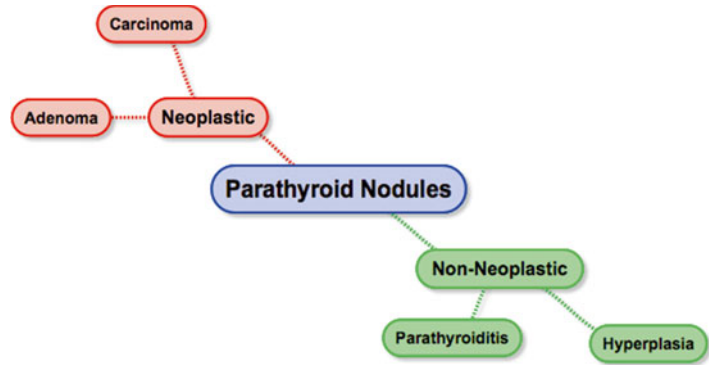 Carcinoma
Adenoma
Neoplastic
Parathyroid Nodules
Non-Neoplastic
Parathyroiditis
Hyperplasia